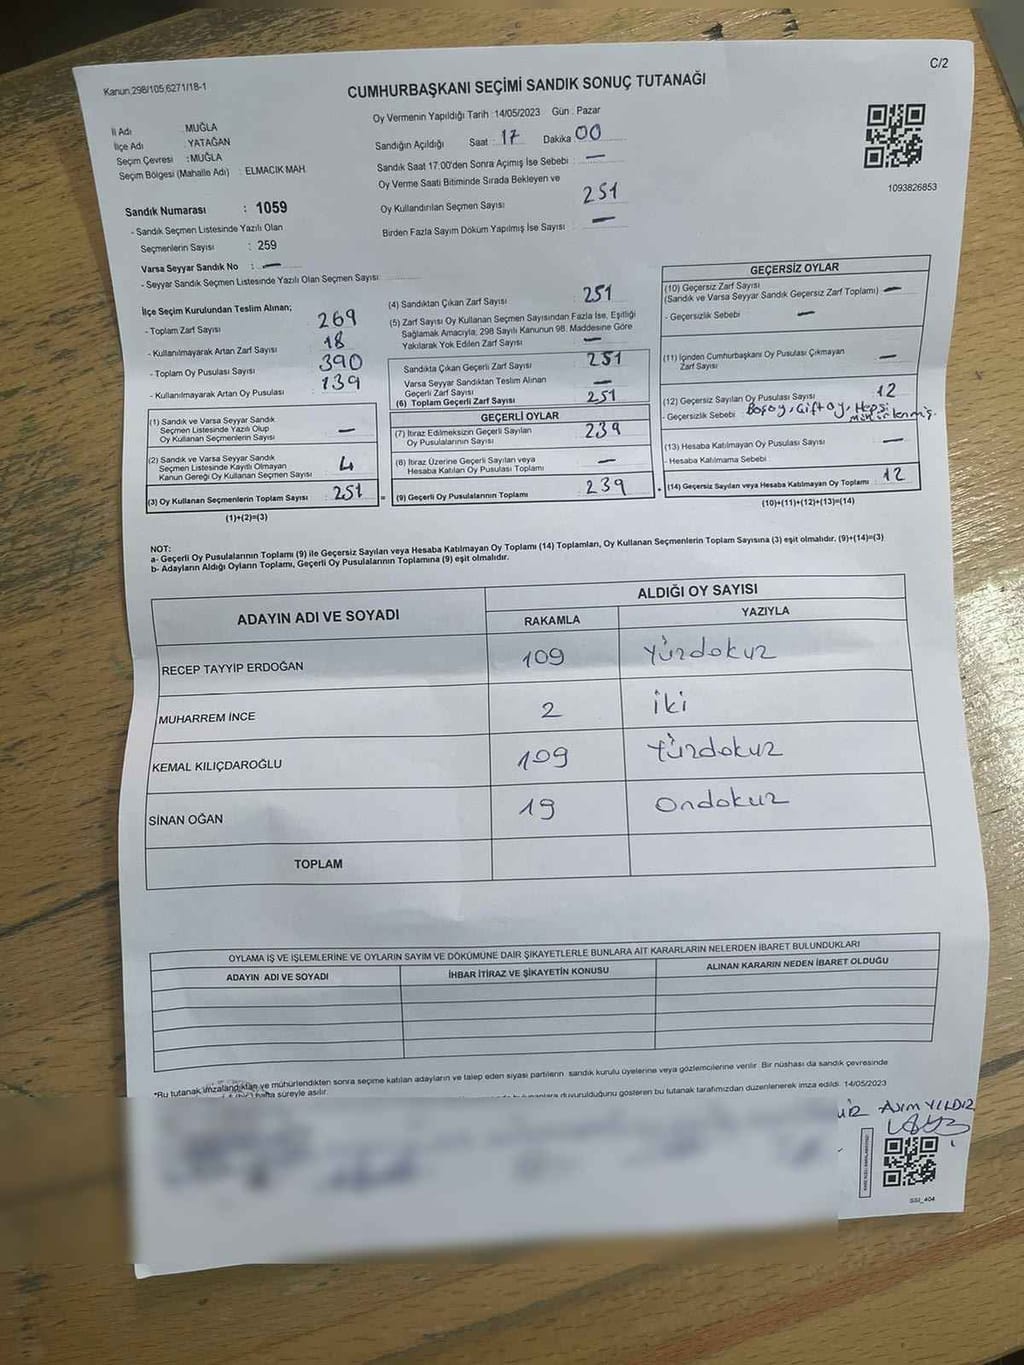 C/2
Kanun:298/105,6271/18-1
CUMHURBAŞKANI SEÇİMİ SANDIK SONUÇ TUTANAĞI
Oy Vermenin Yapıldığı Tarih :14/05/2023 Gün : Pazar
İl Adı : MUĞLA
İlçe Adı : YATAĞAN
Seçim Çevresi : MUĞLA
Seçim Bölgesi (Mahalle Adı) : ELMACIK MAH
Sandığın Açıldığı Saat : 17 Dakika : 00
Sandık Saat 17:00'den Sonra Açımış İse Sebebi : —
Oy Verme Saati Bitiminde Sırada Bekleyen ve
Oy Kullandırılan Seçmen Sayısı : 251
Birden Fazla Sayım Döküm Yapılmış İse Sayısı : —
1093826853
Sandık Numarası : 1059
- Sandık Seçmen Listesinde Yazılı Olan
Seçmenlerin Sayısı : 259
Varsa Seyyar Sandık No : —
- Seyyar Sandık Seçmen Listesinde Yazılı Olan Seçmen Sayısı:
İlçe Seçim Kurulundan Teslim Alınan;
- Toplam Zarf Sayısı : 269
- Kullanılmayarak Artan Zarf Sayısı : 18
- Toplam Oy Pusulası Sayısı : 390
- Kullanılmayarak Artan Oy Pusulası : 139
(1) Sandık ve Varsa Seyyar Sandık
Seçmen Listesinde Yazılı Olup
Oy Kullanan Seçmenlerin Sayısı : —
(2) Sandık ve Varsa Seyyar Sandık
Seçmen Listesinde Kayıtlı Olmayan
Kanun Gereği Oy Kullanan Seçmen Sayısı : 4
(3) Oy Kullanan Seçmenlerin Toplam Sayısı : 251
(1)+(2)=(3)
(4) Sandıktan Çıkan Zarf Sayısı : 251
(5) Zarf Sayısı Oy Kullanan Seçmen Sayısından Fazla İse, Eşitliği
Sağlamak Amacıyla, 298 Sayılı Kanunun 98. Maddesine Göre
Yakılarak Yok Edilen Zarf Sayısı : —
Sandıkta Çıkan Geçerli Zarf Sayısı : 251
Varsa Seyyar Sandıktan Teslim Alınan
Geçerli Zarf Sayısı : —
(6) Toplam Geçerli Zarf Sayısı : 251
GEÇERLİ OYLAR
(7) İtiraz Edilmeksizin Geçerli Sayılan
Oy Pusulalarının Sayısı : 239
(8) İtiraz Üzerine Geçerli Sayılan veya
Hesaba Katılan Oy Pusulası Toplamı : —
= (9) Geçerli Oy Pusulalarının Toplamı : 239
GEÇERSİZ OYLAR
(10) Geçersiz Zarf Sayısı
(Sandık ve Varsa Seyyar Sandık Geçersiz Zarf Toplamı) : —
- Geçersizlik Sebebi : —
(11) İçinden Cumhurbaşkanı Oy Pusulası Çıkmayan
Zarf Sayısı : —
(12) Geçersiz Sayılan Oy Pusulası Sayısı : 12
- Geçersizlik Sebebi : Boşoy, Çiftoy, Hepsi
mühürlenmiş.
(13) Hesaba Katılmayan Oy Pusulası Sayısı : —
- Hesaba Katılmama Sebebi :
+ (14) Geçersiz Sayılan veya Hesaba Katılmayan Oy Toplamı : 12
(10)+(11)+(12)+(13)=(14)
NOT:
a- Geçerli Oy Pusulalarının Toplamı (9) ile Geçersiz Sayılan veya Hesaba Katılmayan Oy Toplamı (14) Toplamları, Oy Kullanan Seçmenlerin Toplam Sayısına (3) eşit olmalıdır. (9)+(14)=(3)
b- Adayların Aldığı Oyların Toplamı, Geçerli Oy Pusulalarının Toplamına (9) eşit olmalıdır.
ADAYIN ADI VE SOYADI
ALDIĞI OY SAYISI
RAKAMLA YAZIYLA
RECEP TAYYİP ERDOĞAN 109 Yüzdokuz
MUHARREM İNCE 2 iki
KEMAL KILIÇDAROĞLU 109 Yüzdokuz
SİNAN OĞAN 19 Ondokuz
TOPLAM
OYLAMA İŞ VE İŞLEMLERİNE VE OYLARIN SAYIM VE DÖKÜMÜNE DAİR ŞİKAYETLERLE BUNLARA AİT KARARLARIN NELERDEN İBARET BULUNDUKLARI
ADAYIN ADI VE SOYADI İHBAR İTİRAZ VE ŞİKAYETİN KONUSU ALINAN KARARIN NEDEN İBARET OLDUĞU
*Bu tutanak imzalandıktan ve mühürlendikten sonra seçime katılan adayların ve talep eden siyasi partilerin sandık kurulu üyelerine veya gözlemcilerine verilir. Bir nüshası da sandık çevresinde
hafta süreyle asılır.
duyurulduğunu gösteren bu tutanak tarafımızdan düzenlenerek imza edildi. 14/05/2023
Asım YILDIZ
SSI_404